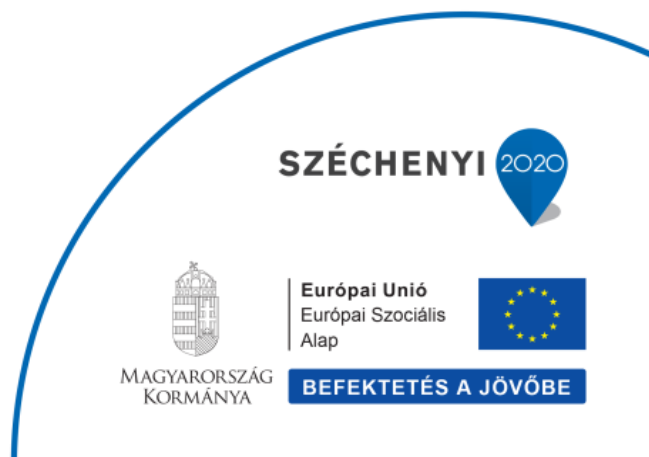 SZÉCHENYI 2020
Európai Unió
Európai Szociális
Alap
MAGYARORSZÁG
KORMÁNYA
BEFEKTETÉS A JÖVŐBE